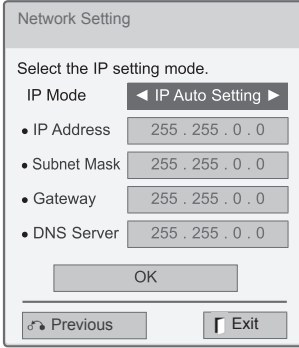 Network Setting
Select the IP setting mode.
IP Mode ◄ IP Auto Setting ►
• IP Address 255 . 255 . 0 . 0
• Subnet Mask 255 . 255 . 0 . 0
• Gateway 255 . 255 . 0 . 0
• DNS Server 255 . 255 . 0 . 0
OK
Previous Exit